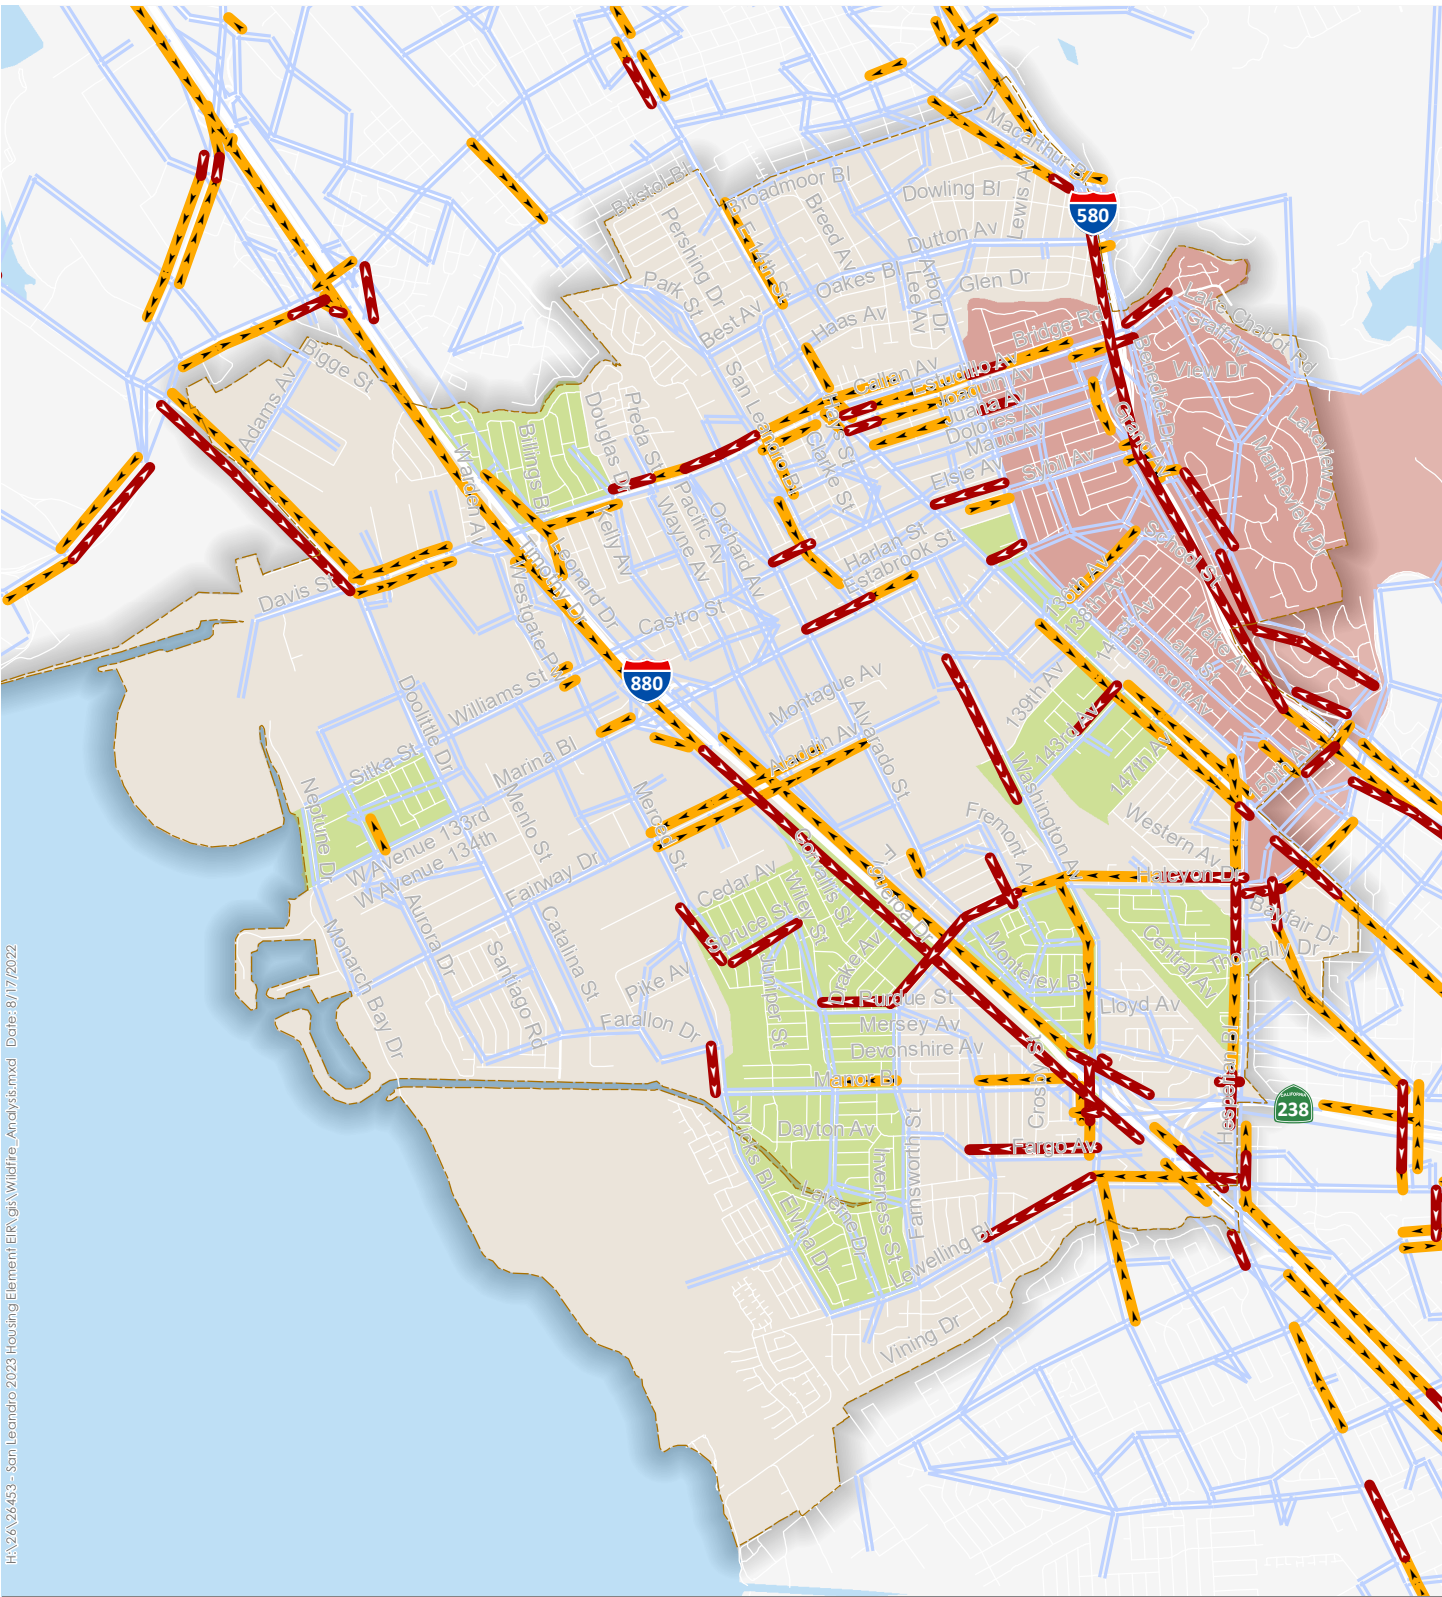 Macarthur Bl
Bristol Bl
Broadmoor Bl
Dowling Bl
Lewis Av
580
Pershing Dr
E 14th St
Breed Av
Dutton Av
Park St
Oakes Bl
Arbor Dr
Lee Av
Glen Dr
Best Av
Haas Av
Bridge Rd
Lake Chabot Rd
Graff Av
Bigge St
Adams Av
San Leandro Bl
Callan Av
Estudillo Av
Joaquin Av
Juana Av
Dolores Av
Maud Av
Benedict Dr
View Dr
Grand Av
Hays St
Clarke St
Preda St
Douglas Dr
Billings Bl
Warden Av
Elsie Av
Sybil Av
Lakeview Dr
Marineview Dr
Pacific Av
Wayne Av
Orchard Av
Kelly Av
Harlan St
Estabrook St
Scenod St
Timothy Dr
Leonard Dr
Westgate Pw
Davis St
Castro St
136th Av
138th Av
141st Av
Bancroft Av
Lark St
Wake Av
880
Williams St
Doolittle Dr
Montague Av
Alvarado St
Aladdin Av
139th Av
143rd Av
147th Av
150th Av
Sitka St
Marina Bl
Neptune Dr
Menlo St
Merced St
W Avenue 133rd
W Avenue 134th
Fairway Dr
Washington Av
Fremont Av
Western Av
Halcyon Dr
Corvallis St
Figueroa Dr
Cedar Av
Spruce St
Wiley St
Bayfair Dr
Thornally Dr
Central Av
Monarch Bay Dr
Aurora Dr
Catalina St
Santiago Rd
Pike Av
Juniper St
Drake Av
Monterey Bl
Purdue St
Lloyd Av
Farallon Dr
Mersey Av
Devonshire Av
Manor Bl
Crosby St
Hesperian Bl
CALIFORNIA
238
Wicks Bl
Dayton Av
Fargo Av
Inverness St
Farnsworth St
Laverne Dr
Elvina Dr
Lewelling Bl
Vining Dr
H:\26\26453 - San Leandro 2023 Housing Element EIR\gis\Wildfire_Analysis.mxd Date: 8/17/2022